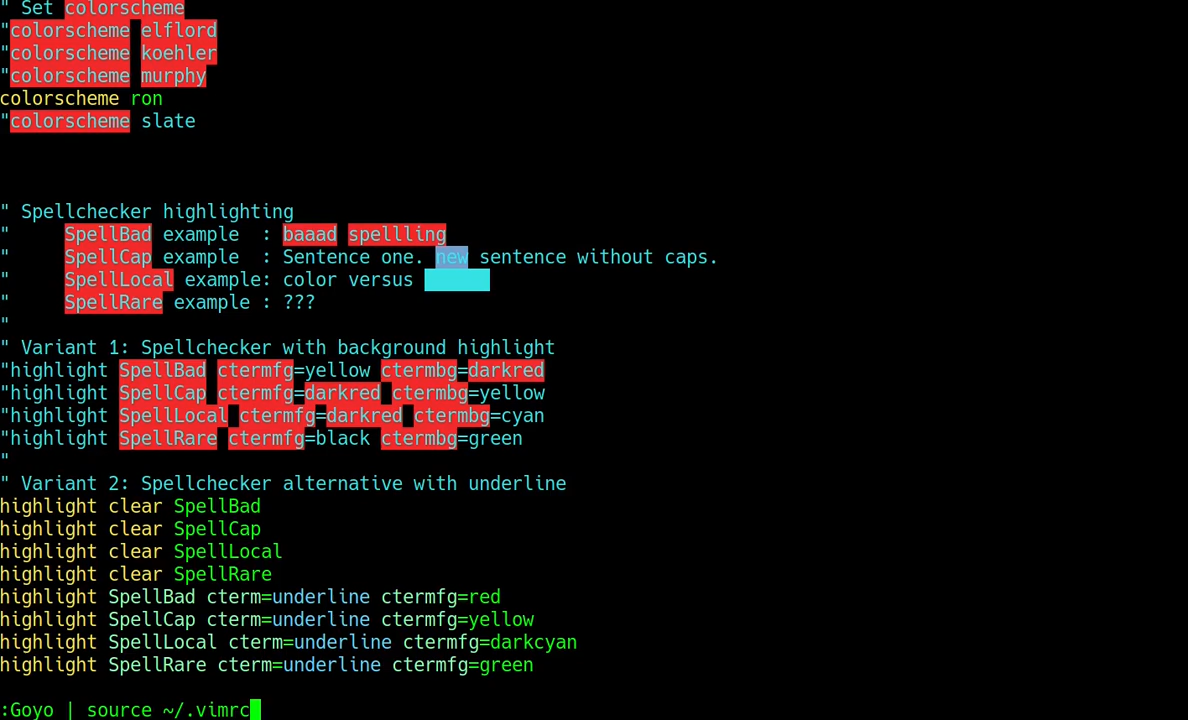 " Set colorscheme
"colorscheme elflord
"colorscheme koehler
"colorscheme murphy
colorscheme ron
"colorscheme slate
" Spellchecker highlighting
"     SpellBad example  : baaad spellling
"     SpellCap example  : Sentence one. new sentence without caps.
"     SpellLocal example: color versus
"     SpellRare example : ???
"
" Variant 1: Spellchecker with background highlight
"highlight SpellBad ctermfg=yellow ctermbg=darkred
"highlight SpellCap ctermfg=darkred ctermbg=yellow
"highlight SpellLocal ctermfg=darkred ctermbg=cyan
"highlight SpellRare ctermfg=black ctermbg=green
"
" Variant 2: Spellchecker alternative with underline
highlight clear SpellBad
highlight clear SpellCap
highlight clear SpellLocal
highlight clear SpellRare
highlight SpellBad cterm=underline ctermfg=red
highlight SpellCap cterm=underline ctermfg=yellow
highlight SpellLocal cterm=underline ctermfg=darkcyan
highlight SpellRare cterm=underline ctermfg=green
:Goyo | source ~/.vimrc